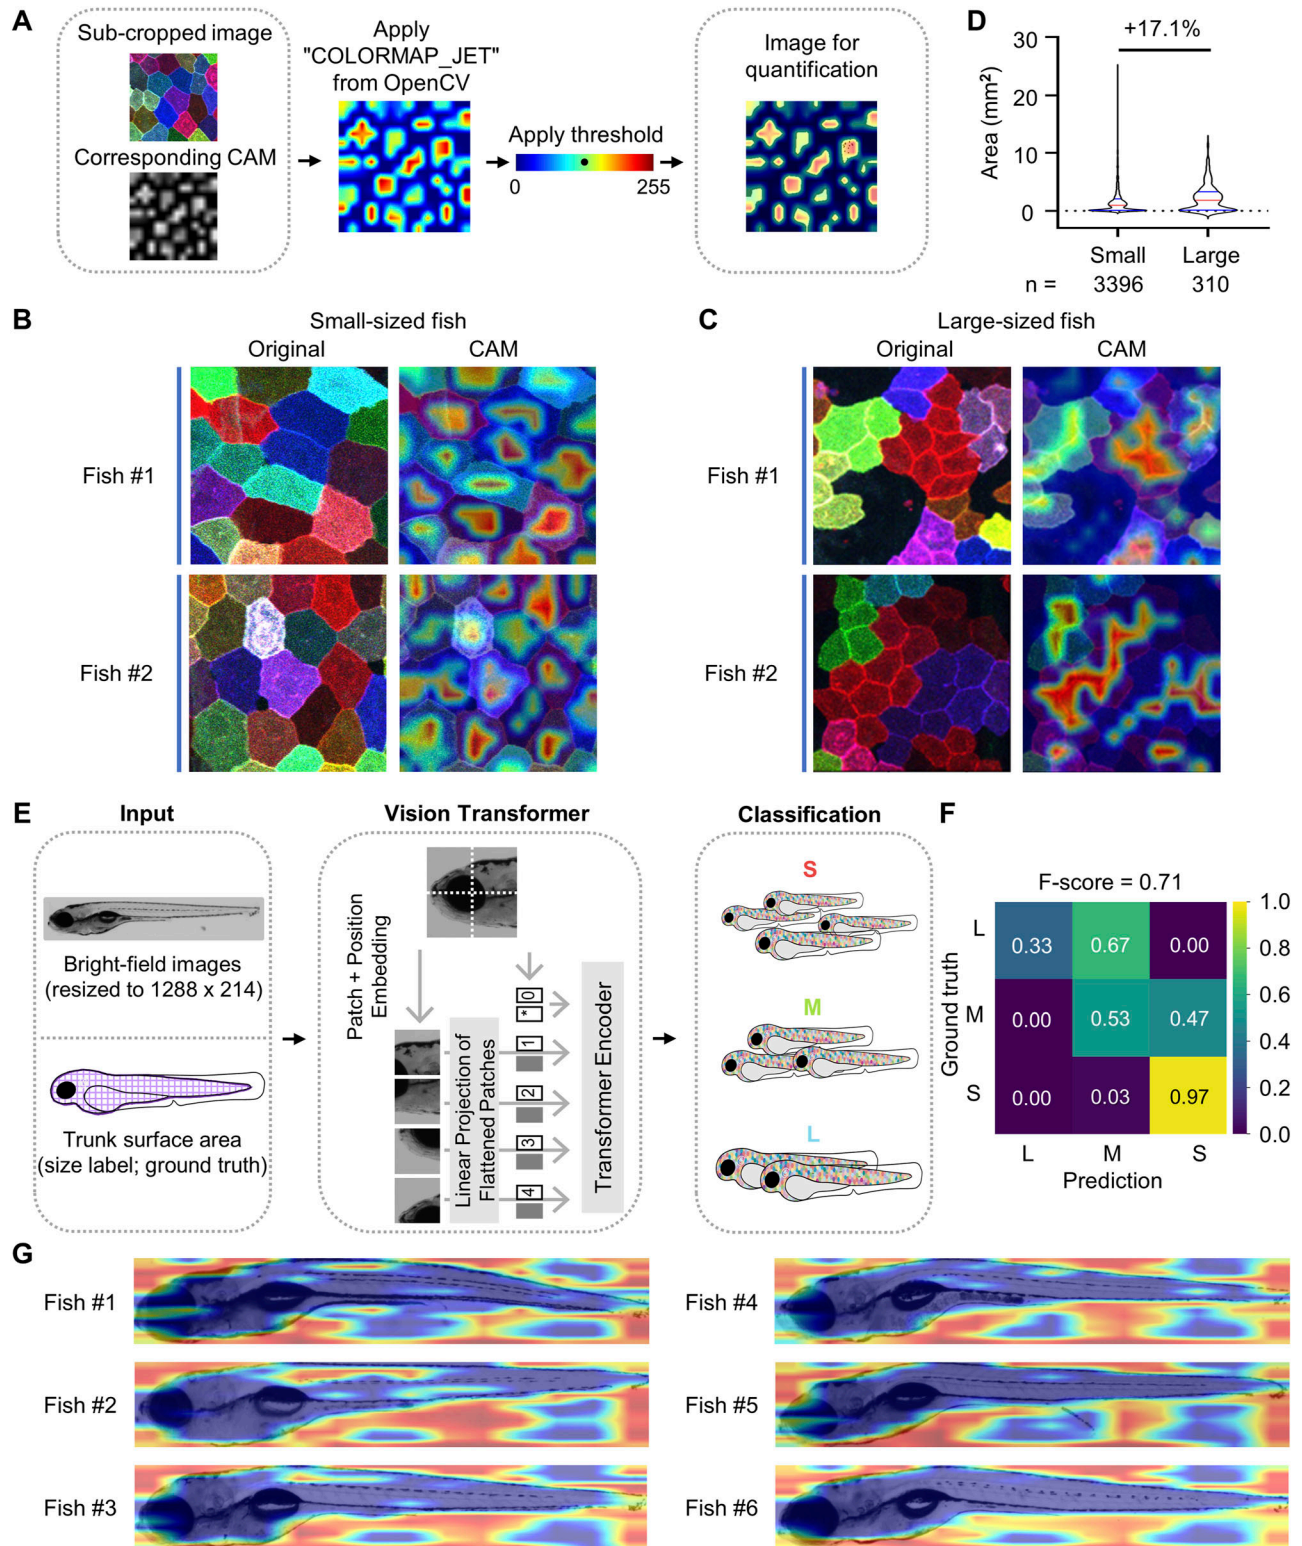 A
Sub-cropped image
Corresponding CAM
Apply
"COLORMAP_JET"
from OpenCV
Apply threshold
0
255
Image for
quantification
D
+17.1%
Area (mm²)
30
20
10
0
Small
Large
n =
3396
310
B
Small-sized fish
Original
CAM
Fish #1
Fish #2
C
Large-sized fish
Original
CAM
Fish #1
Fish #2
E
Input
Bright-field images
(resized to 1288 x 214)
Trunk surface area
(size label; ground truth)
Vision Transformer
Patch + Position
Embedding
Linear Projection of
Flattened Patches
* 0
1
2
3
4
Transformer Encoder
Classification
S
M
L
F
F-score = 0.71
Ground truth
L
0.33
0.67
0.00
M
0.00
0.53
0.47
S
0.00
0.03
0.97
L
M
S
Prediction
1.0
0.8
0.6
0.4
0.2
0.0
G
Fish #1
Fish #2
Fish #3
Fish #4
Fish #5
Fish #6